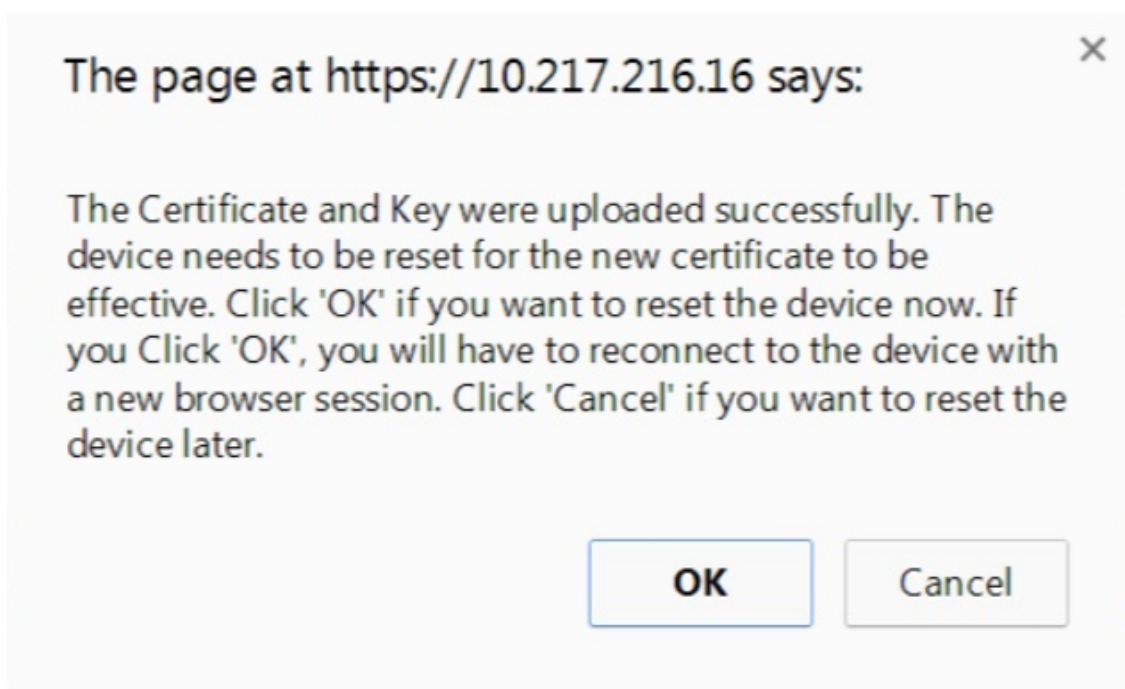 The page at https://10.217.216.16 says:
The Certificate and Key were uploaded successfully. The
device needs to be reset for the new certificate to be
effective. Click 'OK' if you want to reset the device now. If
you Click 'OK', you will have to reconnect to the device with
a new browser session. Click 'Cancel' if you want to reset the
device later.
OK
Cancel